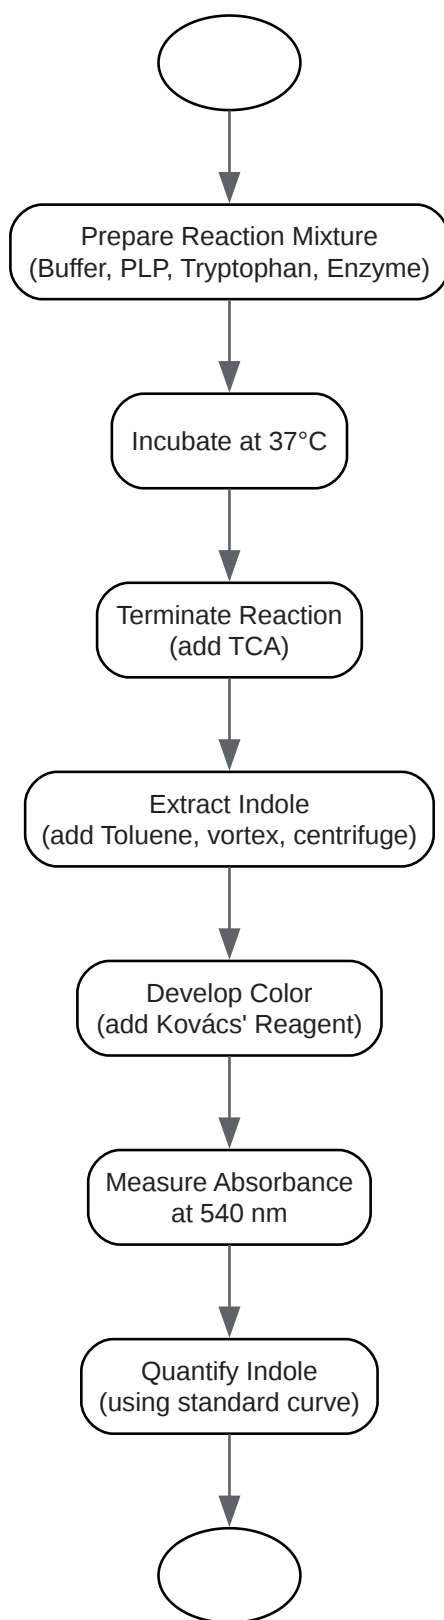 Prepare Reaction Mixture
(Buffer, PLP, Tryptophan, Enzyme)
Incubate at 37°C
Terminate Reaction
(add TCA)
Extract Indole
(add Toluene, vortex, centrifuge)
Develop Color
(add Kovács' Reagent)
Measure Absorbance
at 540 nm
Quantify Indole
(using standard curve)